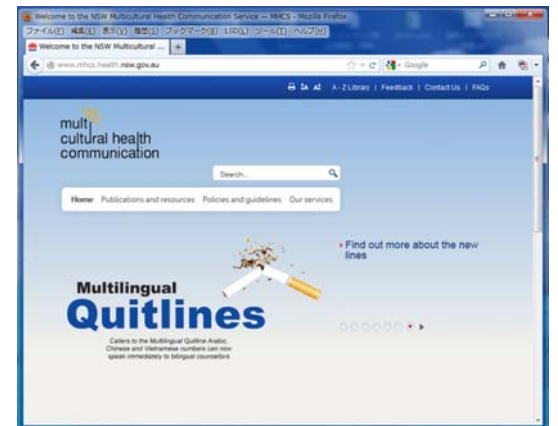 Welcome to the NSW Multicultural Health Communication Service — MHCS - Mozilla Firefox
ファイル(F) 編集(E) 表示(V) 履歴(S) ブックマーク(B) LSD(L) ツール(T) ヘルプ(H)
Welcome to the NSW Multicultural ...
www.mhcs.health.nsw.gov.au
Google
A - Z Library | Feedback | Contact Us | FAQs
multi
cultural health
communication
Search...
Home Publications and resources Policies and guidelines Our services
Find out more about the new
lines
Multilingual
Quitlines
Callers to the Multilingual Quitline Arabic,
Chinese and Vietnamese numbers can now
speak immediately to bilingual counsellors